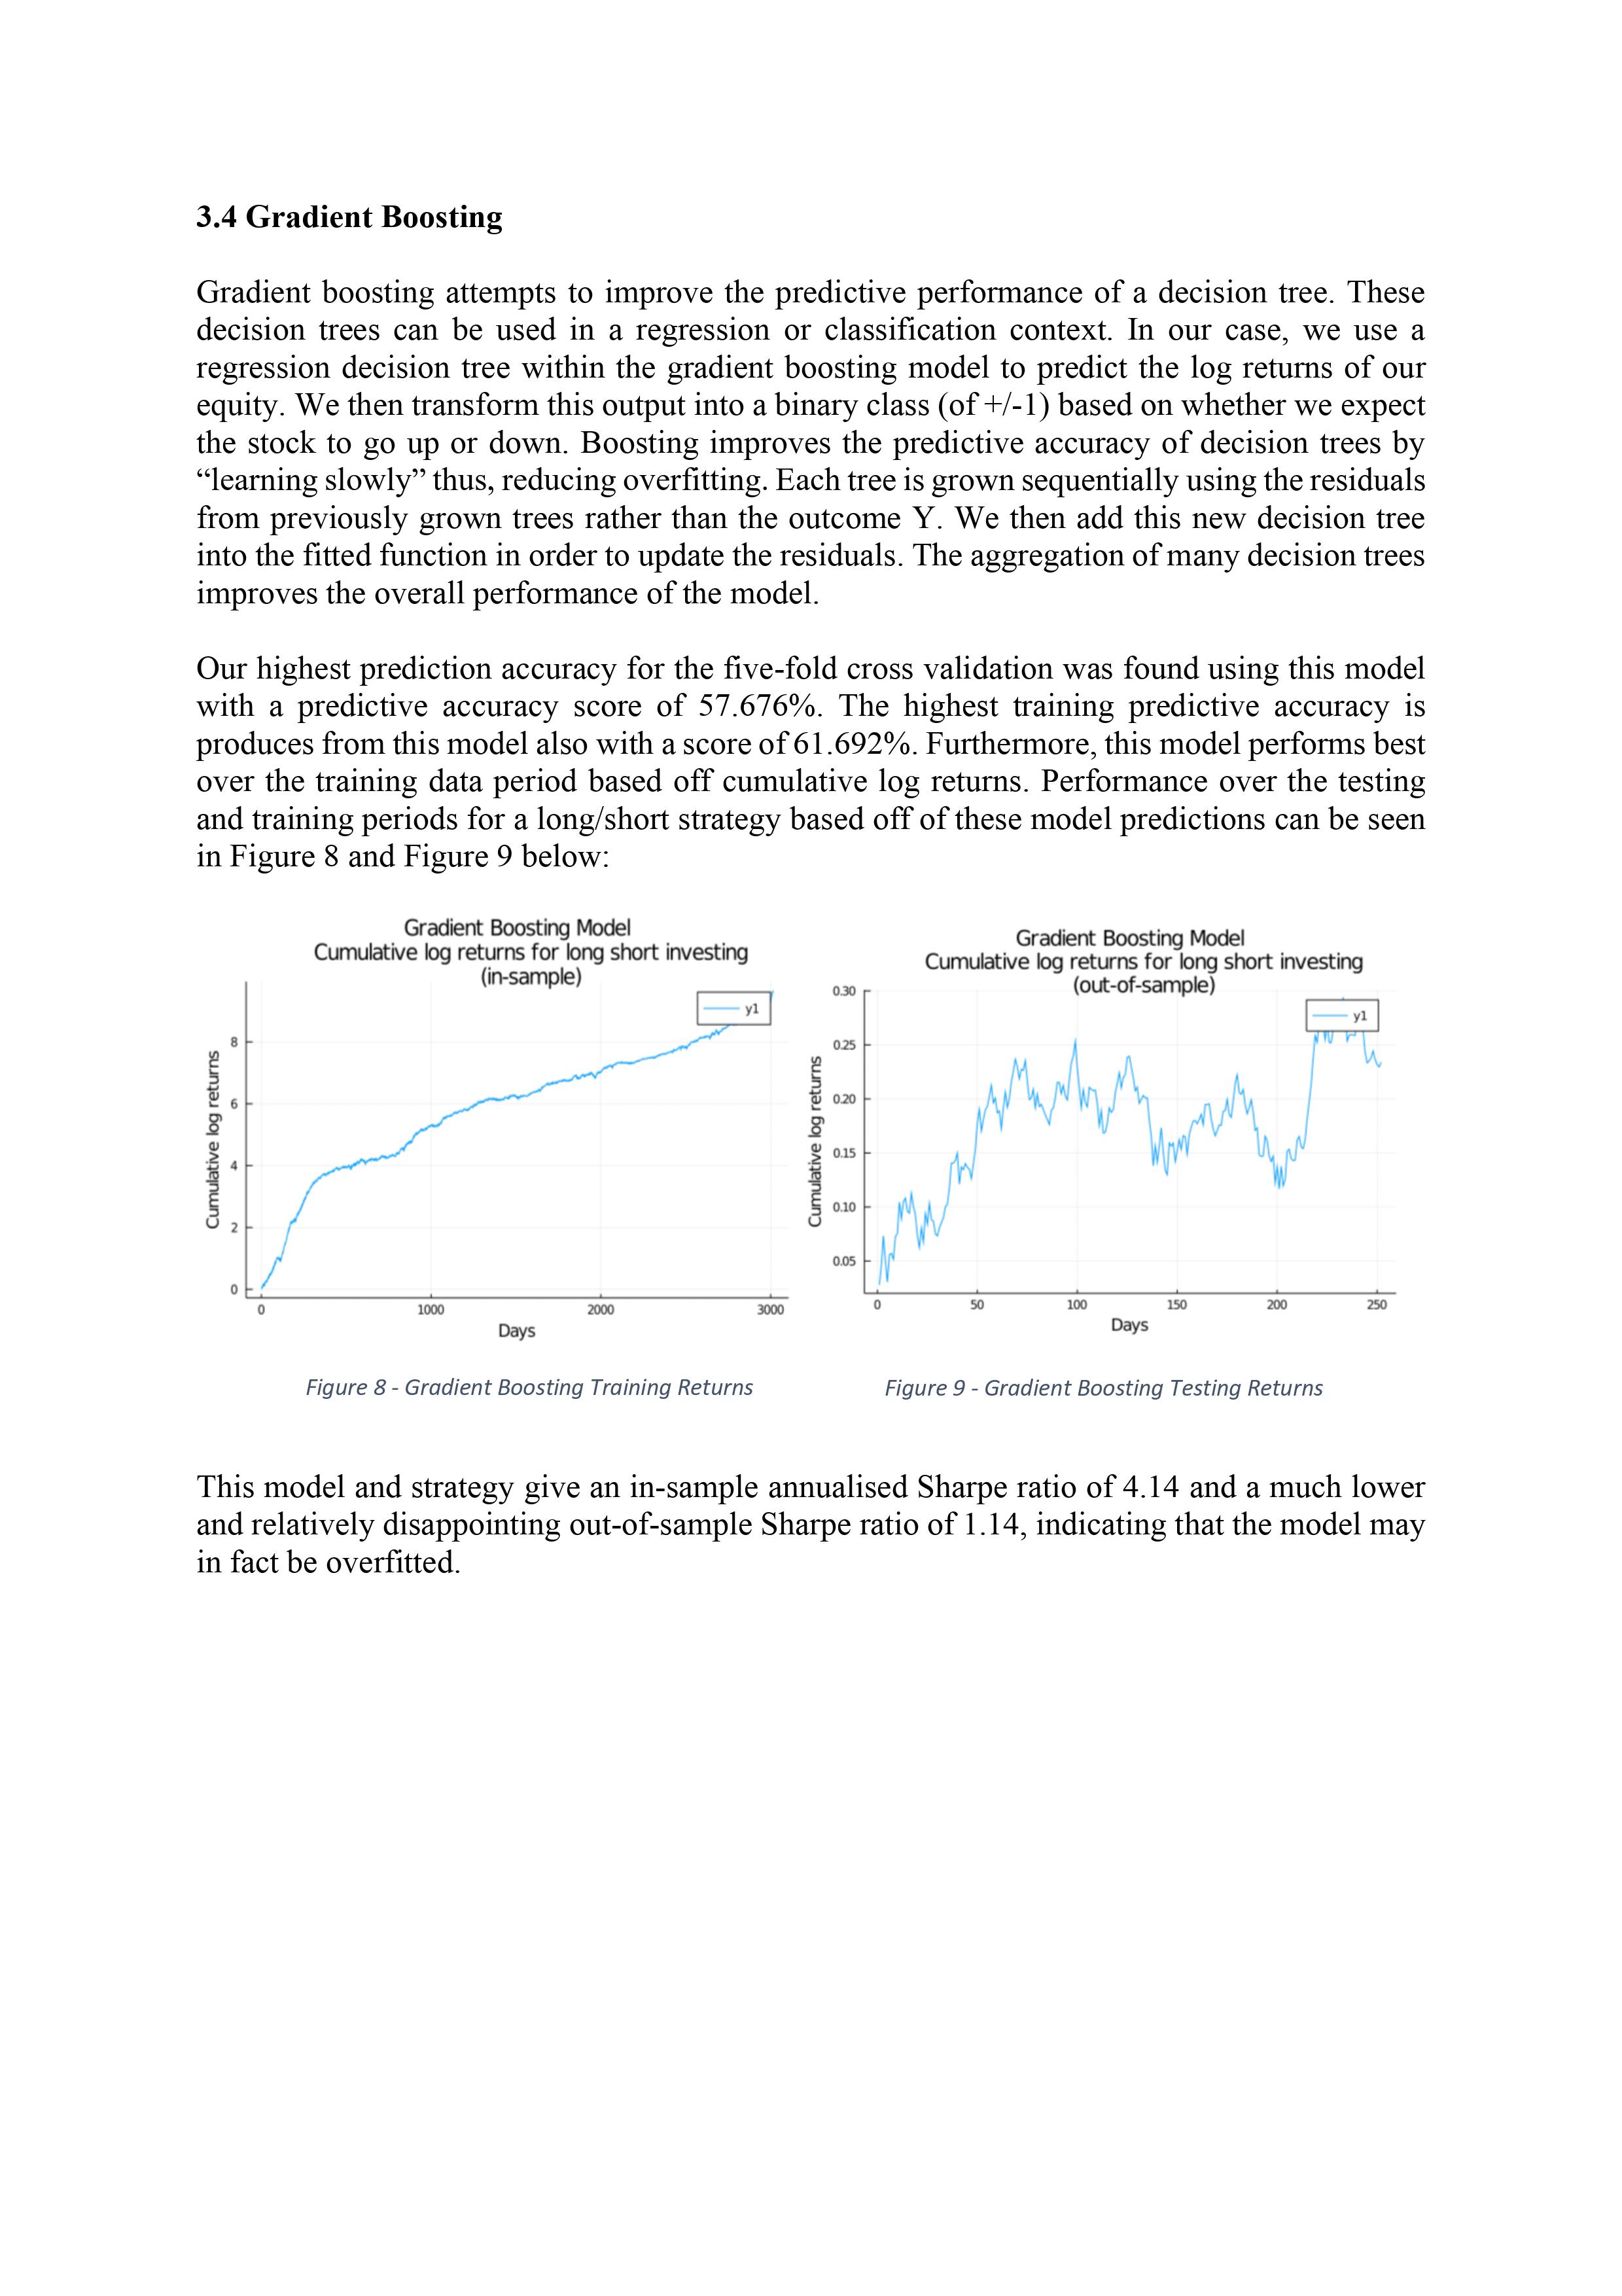 3.4 Gradient Boosting
Gradient boosting attempts to improve the predictive performance of a decision tree. These
decision trees can be used in a regression or classification context. In our case, we use a
regression decision tree within the gradient boosting model to predict the log returns of our
equity. We then transform this output into a binary class (of +/-1) based on whether we expect
the stock to go up or down. Boosting improves the predictive accuracy of decision trees by
“learning slowly” thus, reducing overfitting. Each tree is grown sequentially using the residuals
from previously grown trees rather than the outcome Y. We then add this new decision tree
into the fitted function in order to update the residuals. The aggregation of many decision trees
improves the overall performance of the model.
Our highest prediction accuracy for the five-fold cross validation was found using this model
with a predictive accuracy score of 57.676%. The highest training predictive accuracy is
produces from this model also with a score of 61.692%. Furthermore, this model performs best
over the training data period based off cumulative log returns. Performance over the testing
and training periods for a long/short strategy based off of these model predictions can be seen
in Figure 8 and Figure 9 below:
Gradient Boosting Model
Cumulative log returns for long short investing
(in-sample)
y1
Cumulative log returns
8
6
4
2
0
0 1000 2000 3000
Days
Figure 8 - Gradient Boosting Training Returns
Gradient Boosting Model
Cumulative log returns for long short investing
(out-of-sample)
y1
Cumulative log returns
0.30
0.25
0.20
0.15
0.10
0.05
0 50 100 150 200 250
Days
Figure 9 - Gradient Boosting Testing Returns
This model and strategy give an in-sample annualised Sharpe ratio of 4.14 and a much lower
and relatively disappointing out-of-sample Sharpe ratio of 1.14, indicating that the model may
in fact be overfitted.